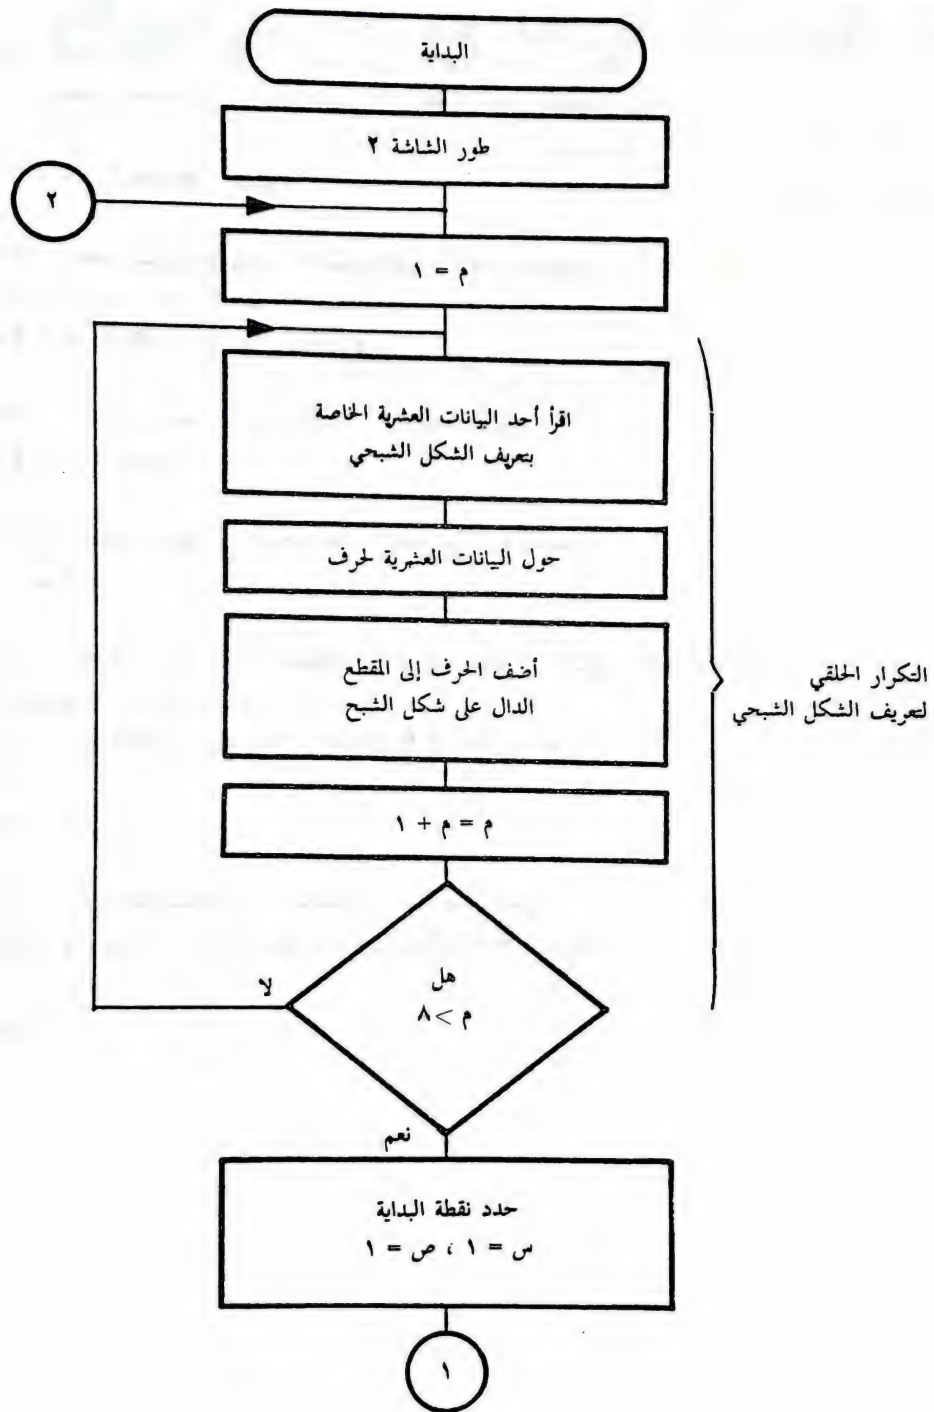 البداية
طور الشاشة ٢
٢
م = ١
اقرأ أحد البيانات العشرية الخاصة
بتعريف الشكل الشبحي
حول البيانات العشرية لحرف
أضف الحرف إلى المقطع
الدال على شكل الشبح
التكرار الحلقي
لتعريف الشكل الشبحي
م = م + ١
هل
م > ٨
لا
نعم
حدد نقطة البداية
س = ١ ، ص = ١
١